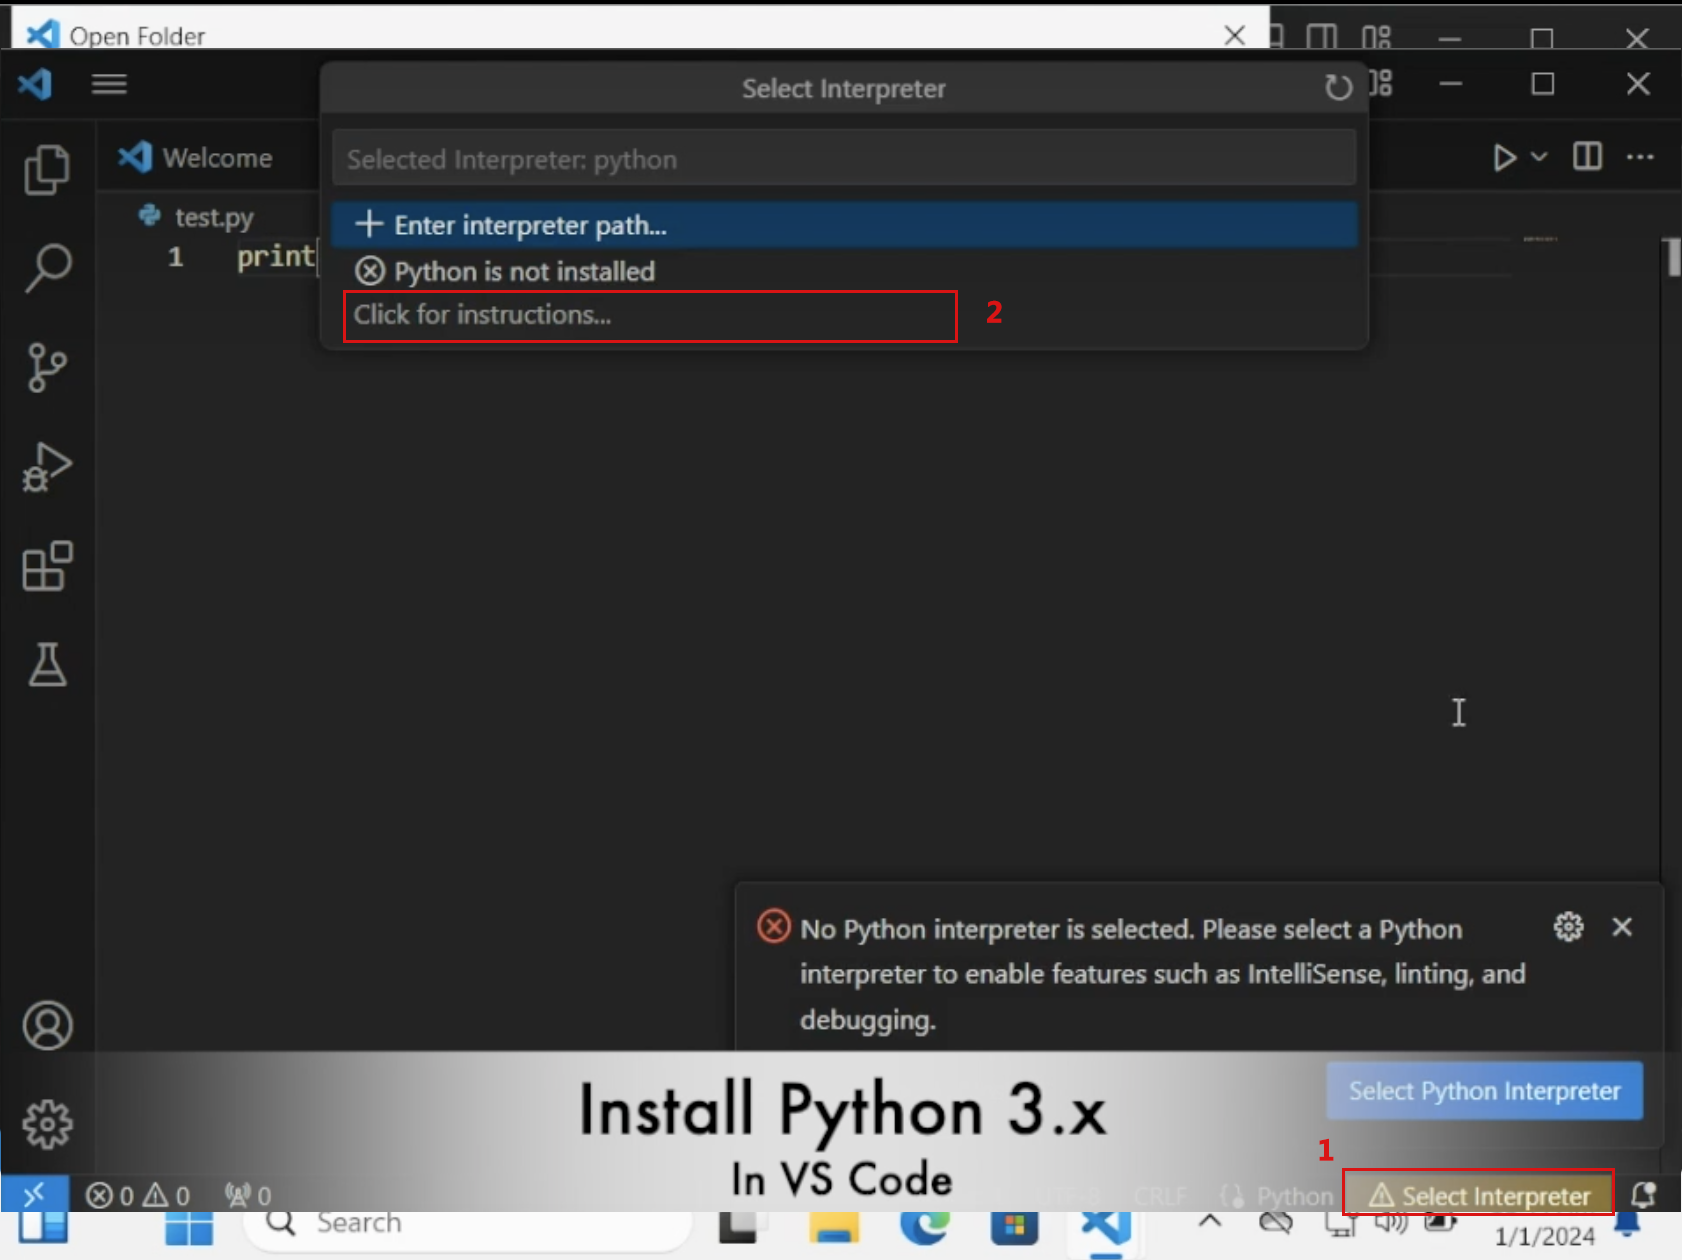 Open Folder
Select Interpreter
Selected Interpreter: python
Welcome
Enter interpreter path...
test.py
Python is not installed
1 print
Click for instructions...
2
No Python interpreter is selected. Please select a Python
interpreter to enable features such as IntelliSense, linting, and
debugging.
Select Python Interpreter
Install Python 3.x
In VS Code
1
0 0 0
CRLF
Python
Select Interpreter
Search
1/1/2024